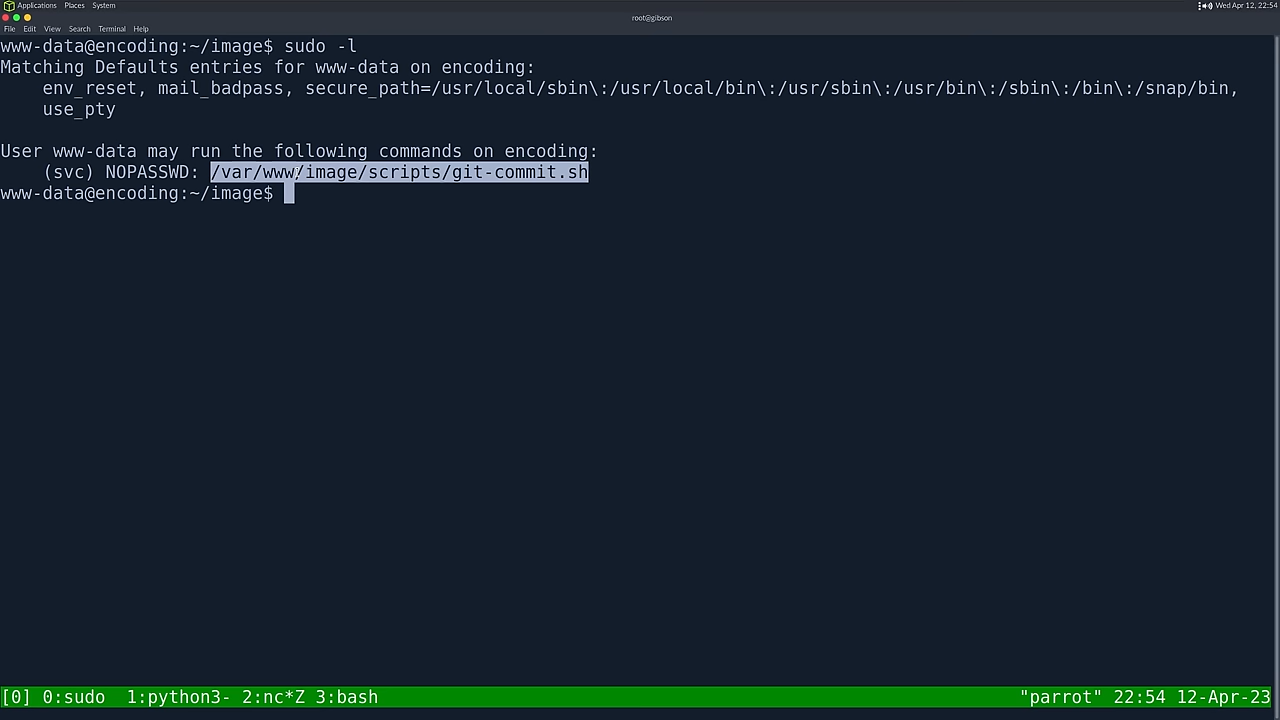 Applications Places System
Wed Apr 12, 22:54
root@gibson
File Edit View Search Terminal Help
www-data@encoding:~/image$ sudo -l
Matching Defaults entries for www-data on encoding:
    env_reset, mail_badpass, secure_path=/usr/local/sbin\:/usr/local/bin\:/usr/sbin\:/usr/bin\:/sbin\:/bin\:/snap/bin,
    use_pty
User www-data may run the following commands on encoding:
    (svc) NOPASSWD: /var/www/image/scripts/git-commit.sh
www-data@encoding:~/image$
[0] 0:sudo  1:python3- 2:nc*Z 3:bash
"parrot" 22:54 12-Apr-23